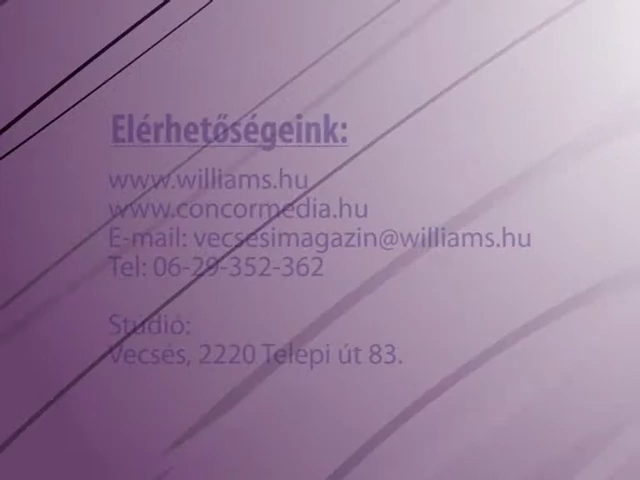 Elérhetőségeink:
www.williams.hu
www.concormedia.hu
E-mail: vecsesimagazin@williams.hu
Tel: 06-29-352-362
Stúdió:
Vecsés, 2220 Telepi út 83.